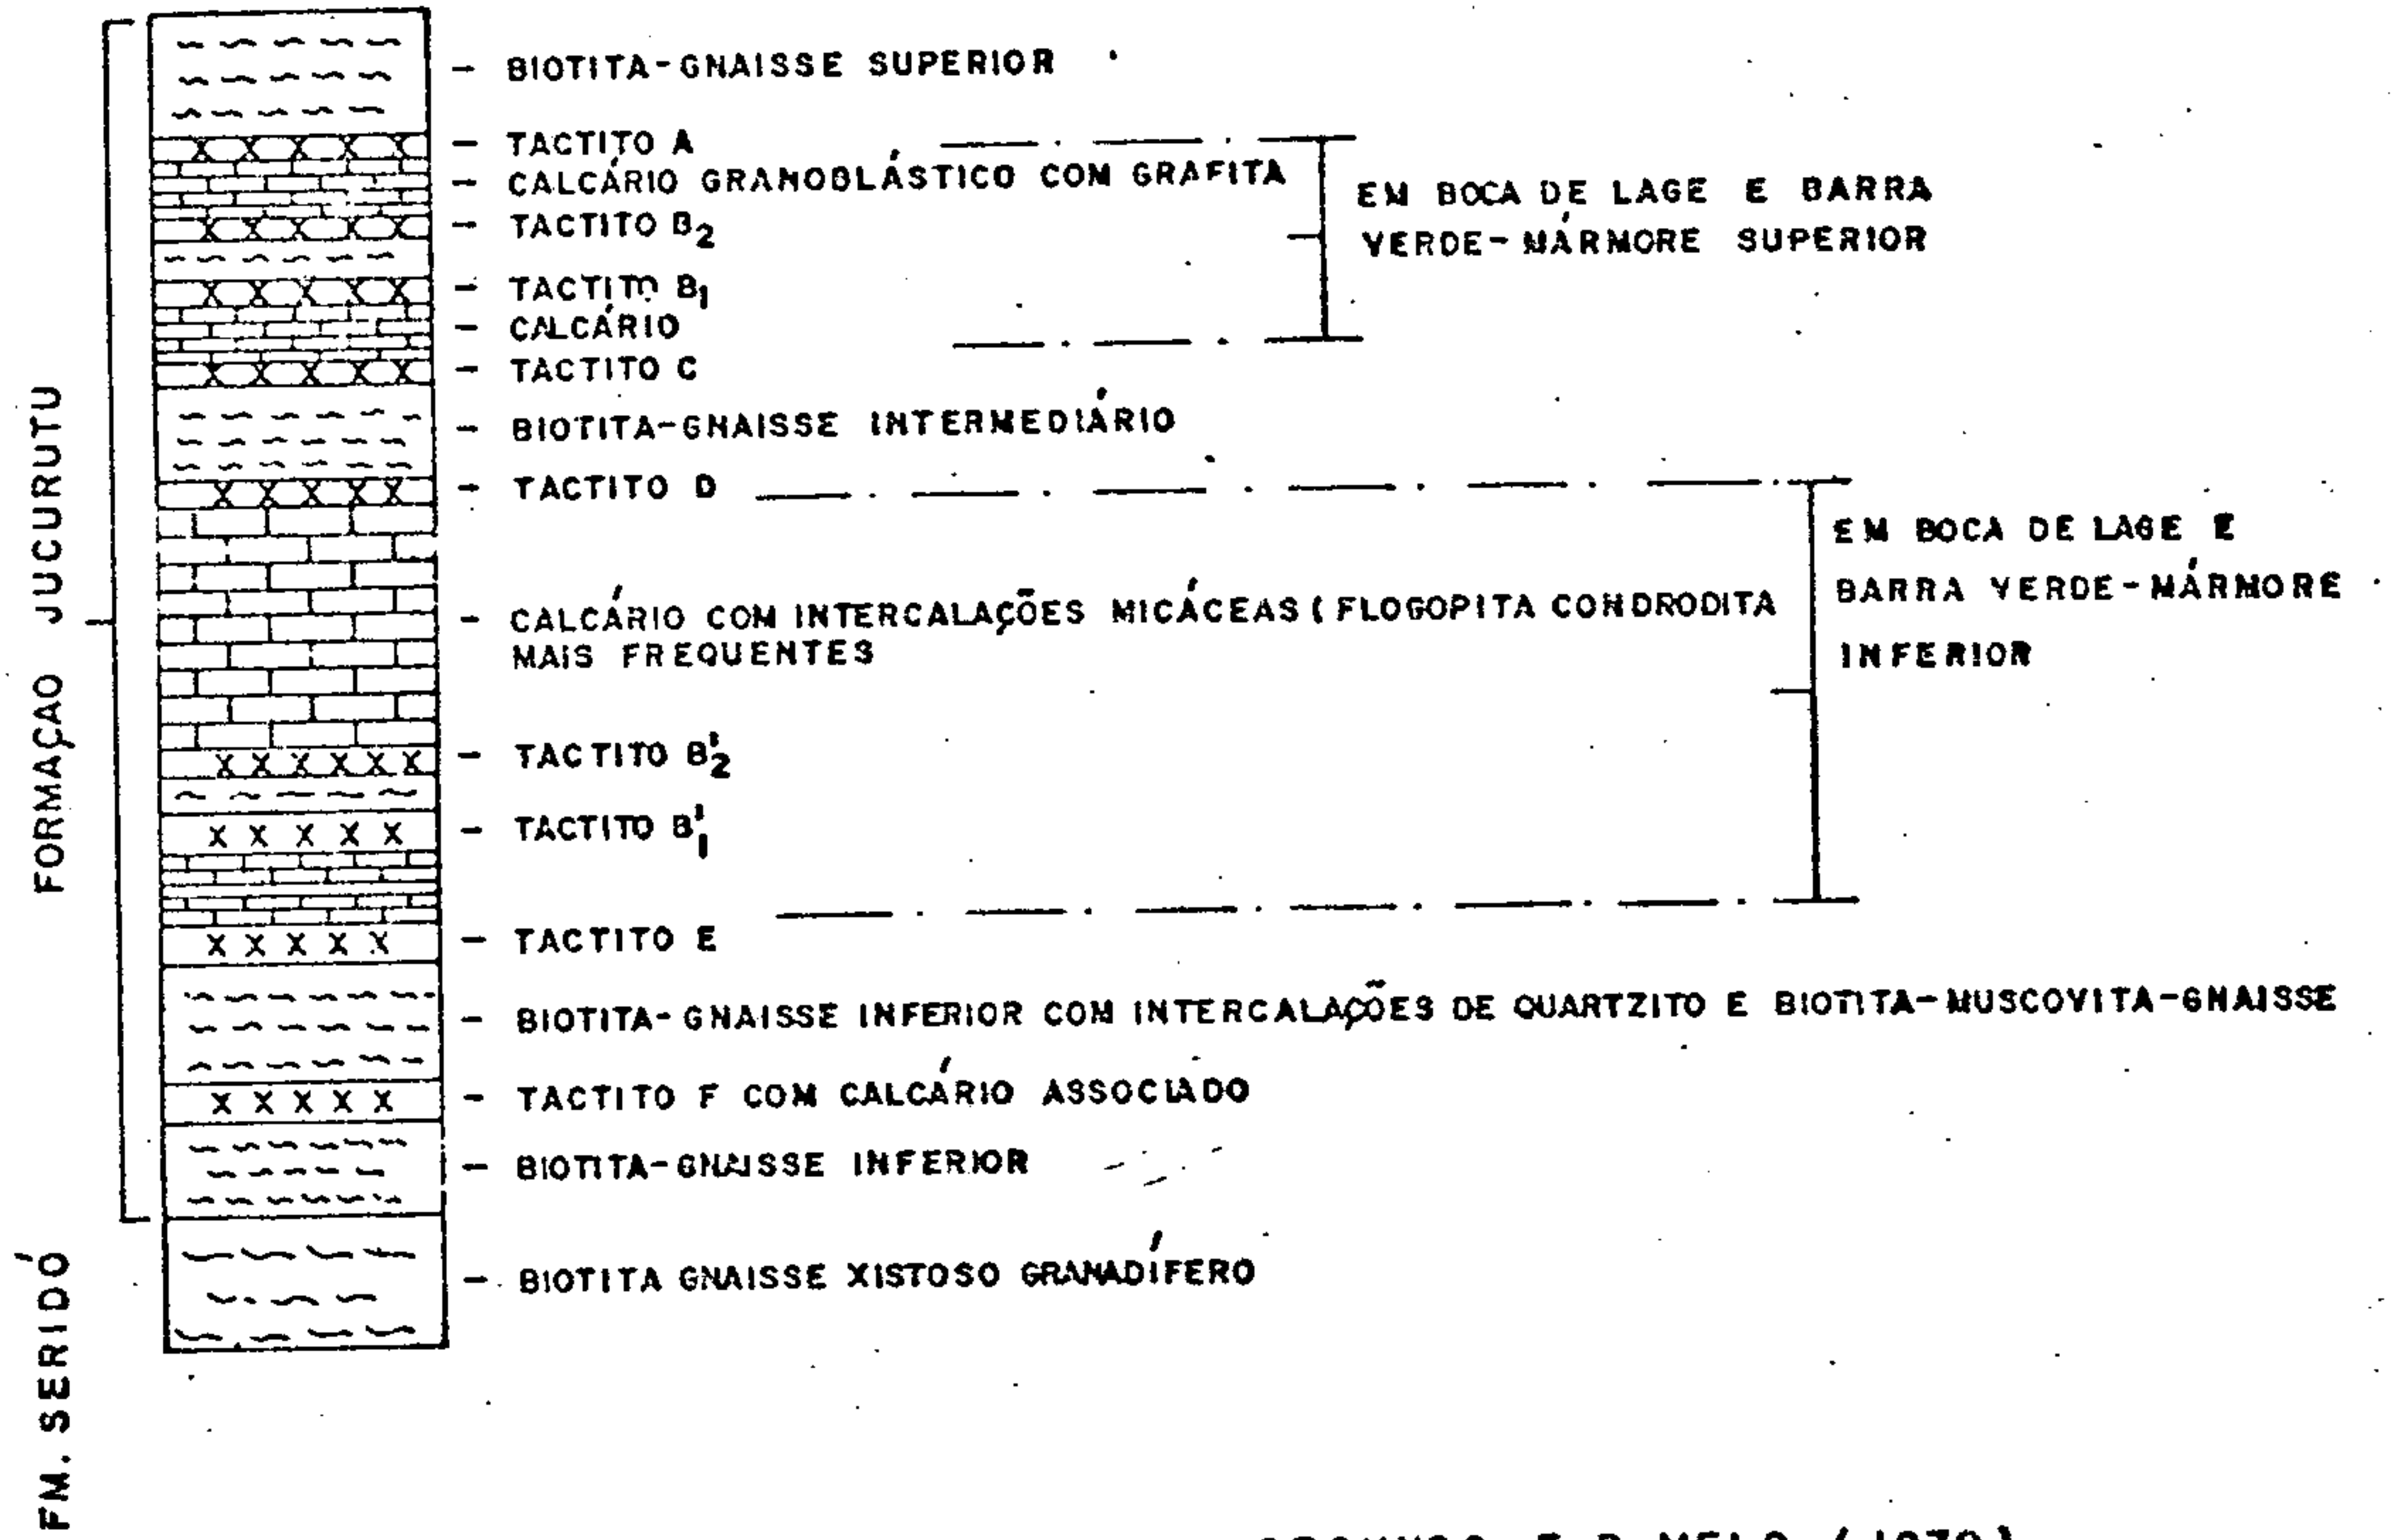 BIOTITA-GNAISSE SUPERIOR
TACTITO A
CALCÁRIO GRANOBLÁSTICO COM GRAFITA
TACTITO B2
TACTITO B1
CALCÁRIO
TACTITO C
EM BOCA DE LAGE E BARRA
VERDE-MÁRMORE SUPERIOR
BIOTITA-GNAISSE INTERMEDIÁRIO
TACTITO D
CALCÁRIO COM INTERCALAÇÕES MICÁCEAS (FLOGOPITA CONDRODITA
MAIS FREQUENTES
TACTITO B'2
TACTITO B'1
TACTITO E
EM BOCA DE LAGE E
BARRA VERDE-MÁRMORE
INFERIOR
BIOTITA-GNAISSE INFERIOR COM INTERCALAÇÕES DE QUARTZITO E BIOTITA-MUSCOVITA-GNAISSE
TACTITO F COM CALCÁRIO ASSOCIADO
BIOTITA-GNAISSE INFERIOR
BIOTITA GNAISSE XISTOSO GRANADÍFERO
FORMAÇAO JUCURUTU
FM. SERIDÓ